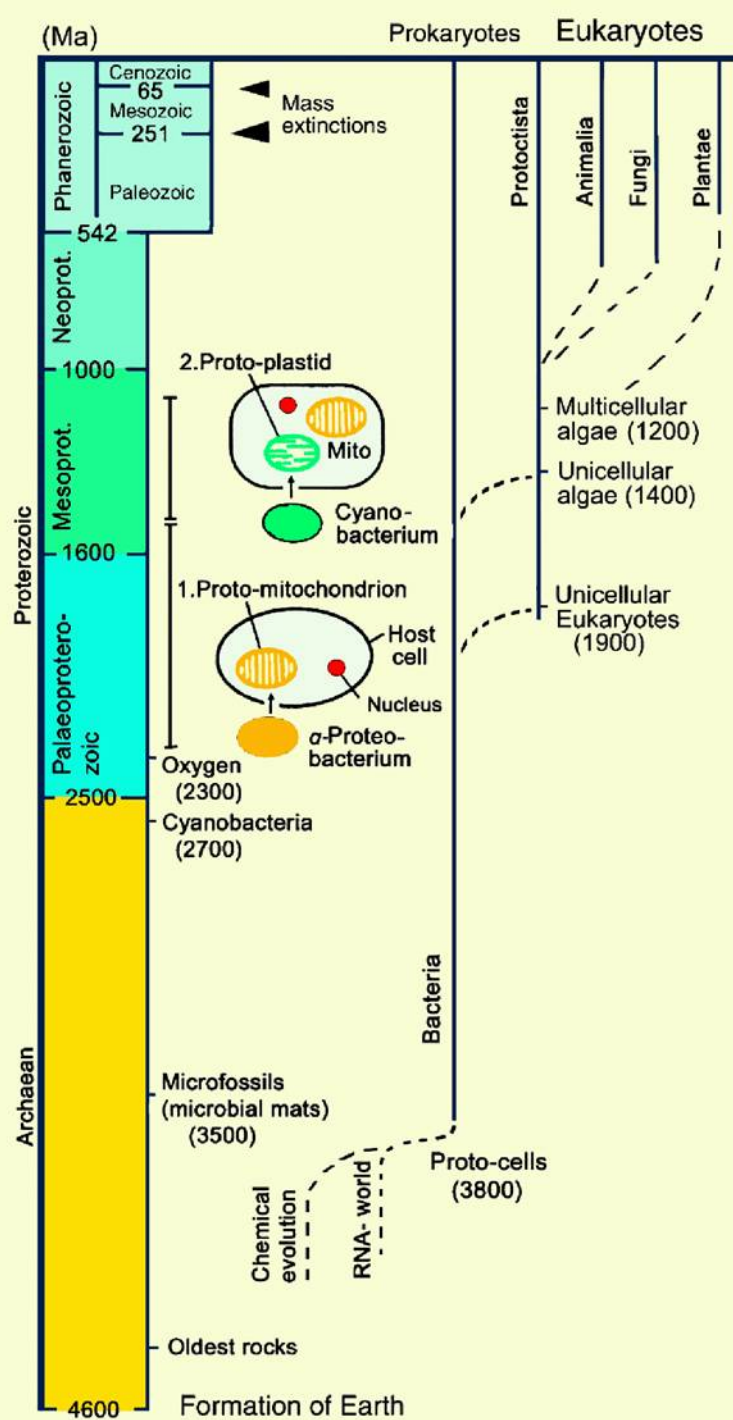 (Ma)
Prokaryotes
Eukaryotes
Cenozoic
65
Mesozoic
251
Paleozoic
Phanerozoic
542
Mass
extinctions
Protoctista
Animalia
Fungi
Plantae
Neoprot.
1000
Mesoprot.
1600
Proterozoic
Palaeoprotero-
zoic
2500
2.Proto-plastid
Mito
Cyano-
bacterium
Multicellular
algae (1200)
Unicellular
algae (1400)
1.Proto-mitochondrion
Host
cell
Nucleus
α-Proteo-
bacterium
Unicellular
Eukaryotes
(1900)
Oxygen
(2300)
Cyanobacteria
(2700)
Bacteria
Archaean
Microfossils
(microbial mats)
(3500)
Proto-cells
(3800)
Chemical
evolution
RNA- world
Oldest rocks
4600
Formation of Earth